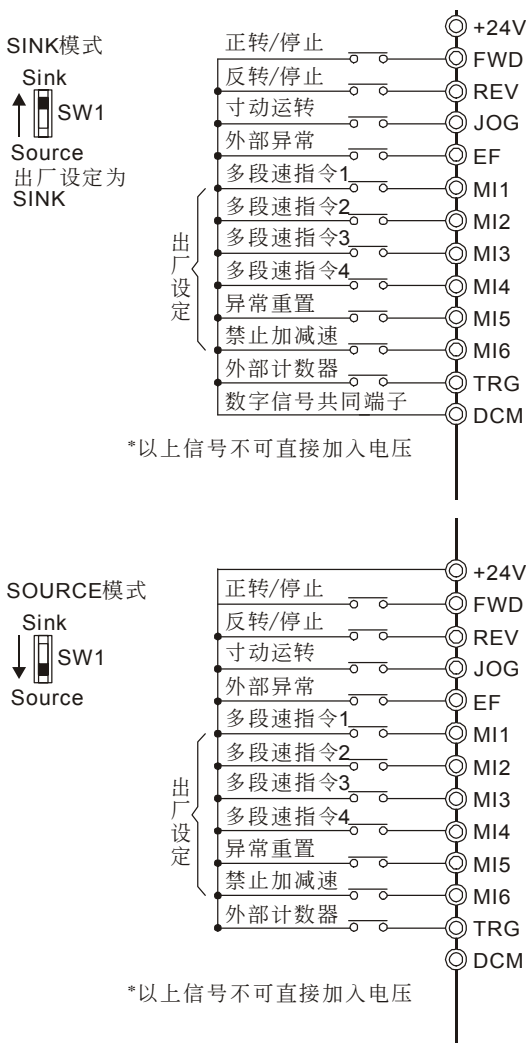 +24V
SINK模式
正转/停止
FWD
Sink
反转/停止
REV
SW1
寸动运转
JOG
Source
外部异常
EF
出厂设定为
SINK
多段速指令1
MI1
多段速指令2
MI2
多段速指令3
MI3
多段速指令4
MI4
出厂设定
异常重置
MI5
禁止加减速
MI6
外部计数器
TRG
数字信号共同端子
DCM
*以上信号不可直接加入电压
+24V
SOURCE模式
正转/停止
FWD
Sink
反转/停止
REV
SW1
寸动运转
JOG
Source
外部异常
EF
多段速指令1
MI1
多段速指令2
MI2
多段速指令3
MI3
多段速指令4
MI4
出厂设定
异常重置
MI5
禁止加减速
MI6
外部计数器
TRG
DCM
*以上信号不可直接加入电压